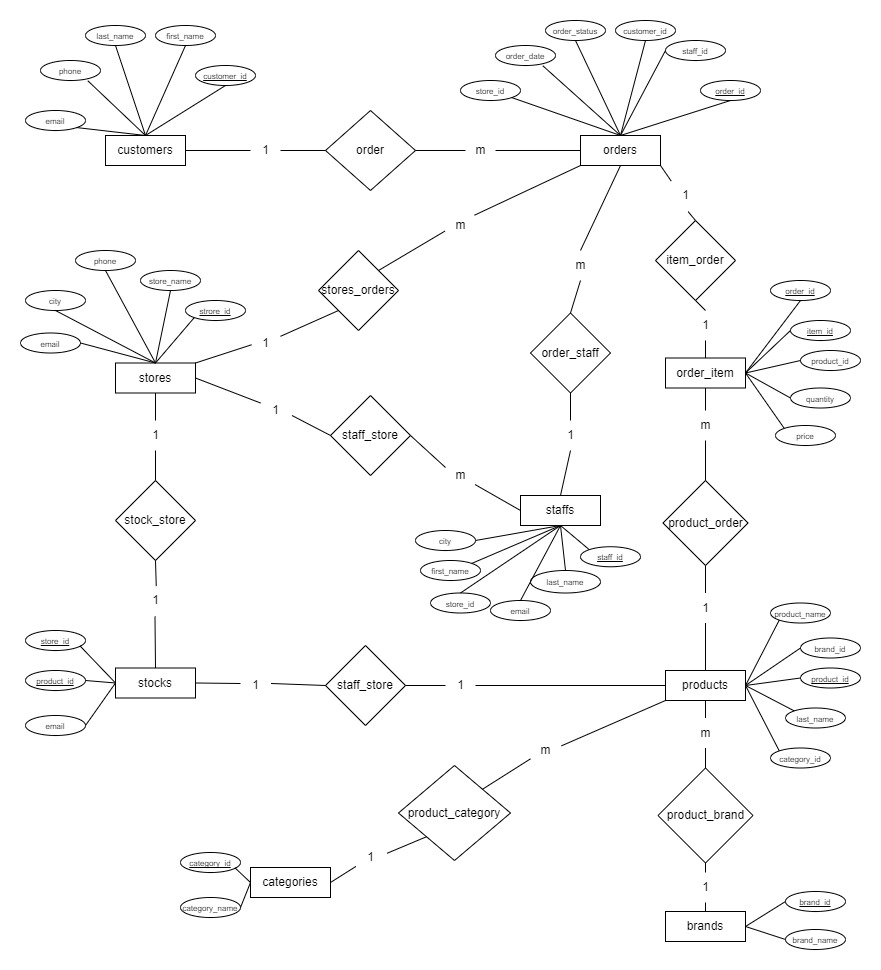 last_name
first_name
phone
customer_id
email
customers
1
order
m
order_status
customer_id
order_date
staff_id
store_id
order_id
orders
m
1
m
item_order
phone
store_name
city
strore_id
email
stores
stores_orders
1
1
order_staff
1
1
order_id
item_id
product_id
quantity
price
order_item
m
1
staff_store
m
1
stock_store
1
staffs
city
first_name
store_id
email
last_name
staff_id
product_order
1
store_id
product_id
email
stocks
1
staff_store
1
products
product_name
brand_id
product_id
last_name
category_id
m
m
product_category
product_brand
1
1
category_id
category_name
categories
brands
brand_id
brand_name